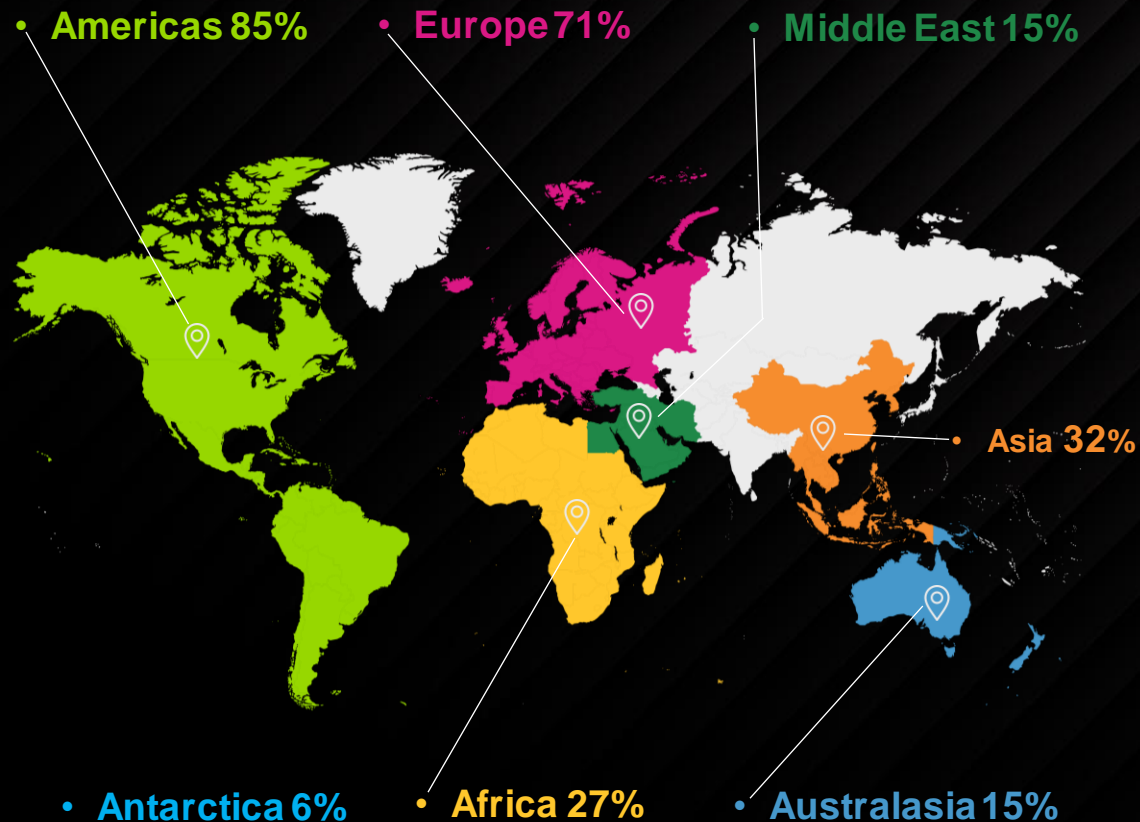 • Americas 85%
• Europe 71%
• Middle East 15%
• Asia 32%
• Antarctica 6%
• Africa 27%
• Australasia 15%